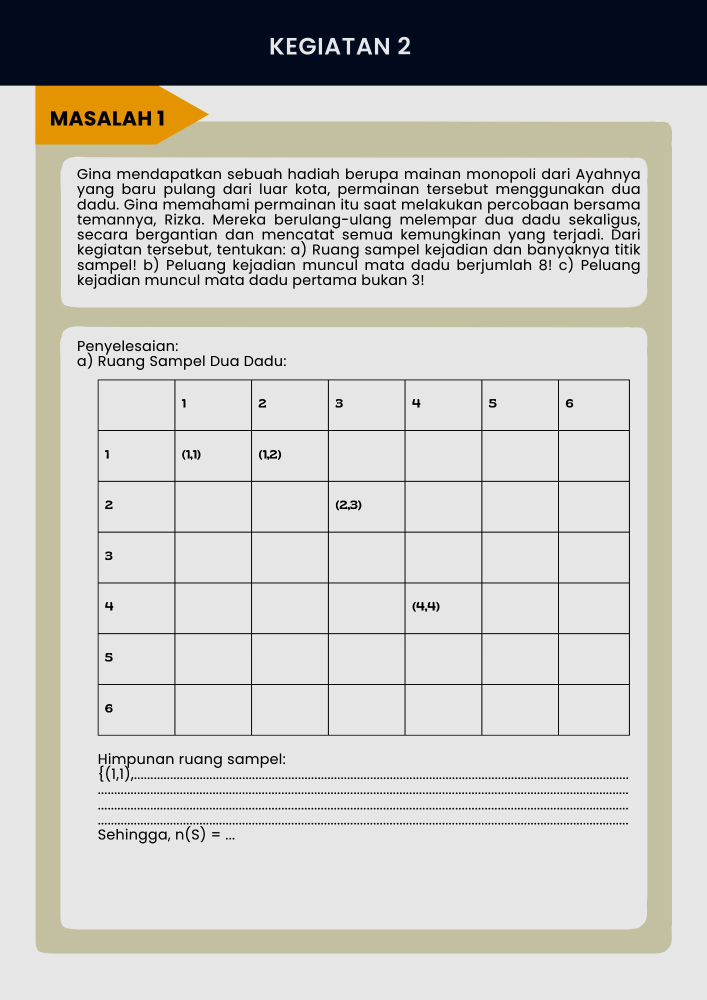 KEGIATAN 2
MASALAH 1
Gina mendapatkan sebuah hadiah berupa mainan monopoli dari Ayahnya
yang baru pulang dari luar kota, permainan tersebut menggunakan dua
dadu. Gina memahami permainan itu saat melakukan percobaan bersama
temannya, Rizka. Mereka berulang-ulang melempar dua dadu sekaligus,
secara bergantian dan mencatat semua kemungkinan yang terjadi. Dari
kegiatan tersebut, tentukan: a) Ruang sampel kejadian dan banyaknya titik
sampel! b) Peluang kejadian muncul mata dadu berjumlah 8! c) Peluang
kejadian muncul mata dadu pertama bukan 3!
Penyelesaian:
a) Ruang Sampel Dua Dadu:
1 2 3 4 5 6
1 (1,1) (1,2)
2 (2,3)
3
4 (4,4)
5
6
Himpunan ruang sampel:
{(1,1),..........................................................................................................................................................
......................................................................................................................................................................
......................................................................................................................................................................
......................................................................................................................................................................
Sehingga, n(S) = ...